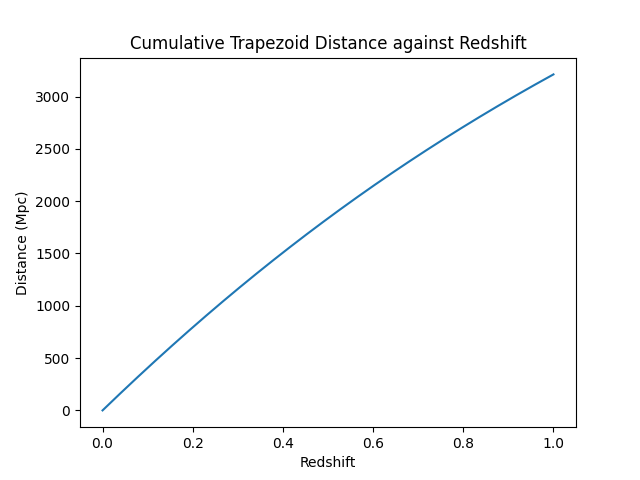 Cumulative Trapezoid Distance against Redshift
Distance (Mpc)
3000
2500
2000
1500
1000
500
0
0.0 0.2 0.4 0.6 0.8 1.0
Redshift